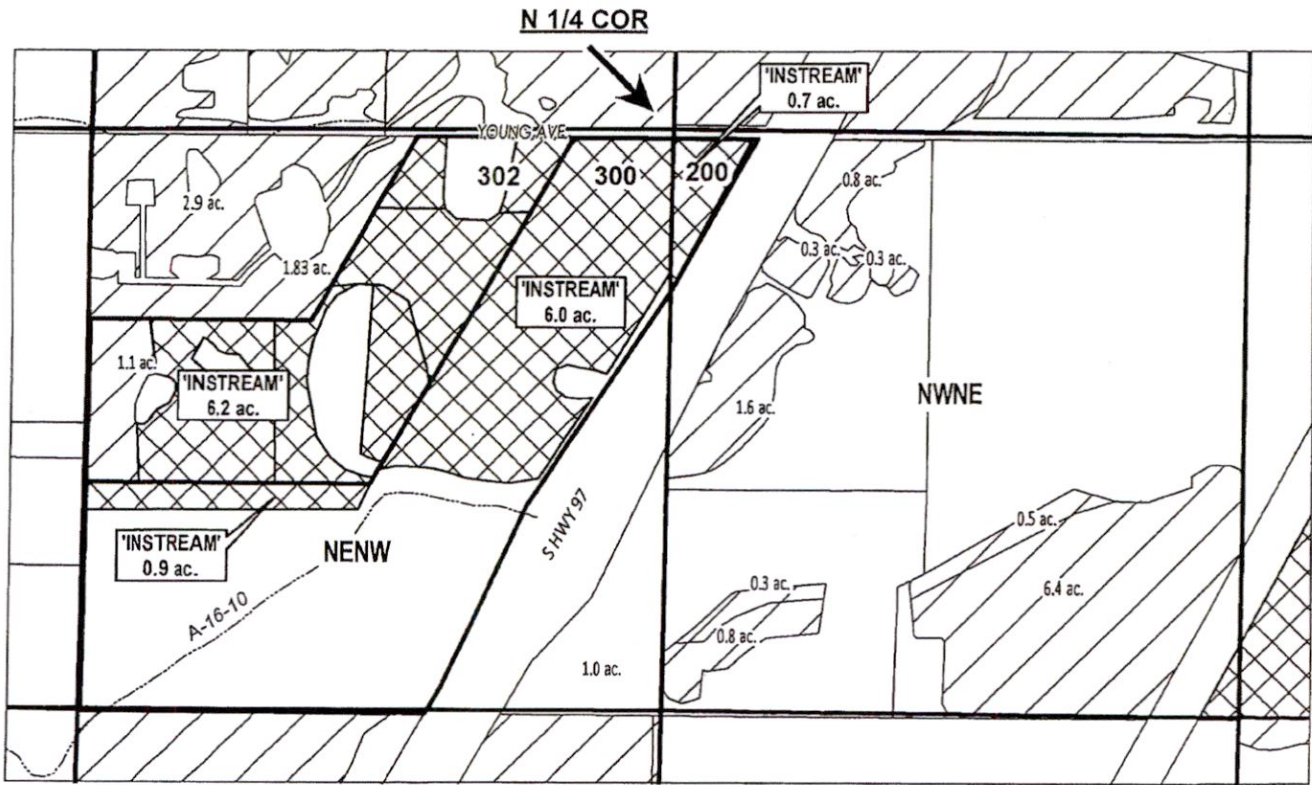 N 1/4 COR
'INSTREAM'
0.7 ac.
YOUNG AVE
302
300
200
2.9 ac.
0.8 ac.
1.83 ac.
0.3 ac.
0.3 ac.
'INSTREAM'
6.0 ac.
1.1 ac.
'INSTREAM'
6.2 ac.
1.6 ac.
NWNE
'INSTREAM'
0.9 ac.
NENW
S HWY 97
A-16-10
0.5 ac.
6.4 ac.
0.3 ac.
0.8 ac.
1.0 ac.